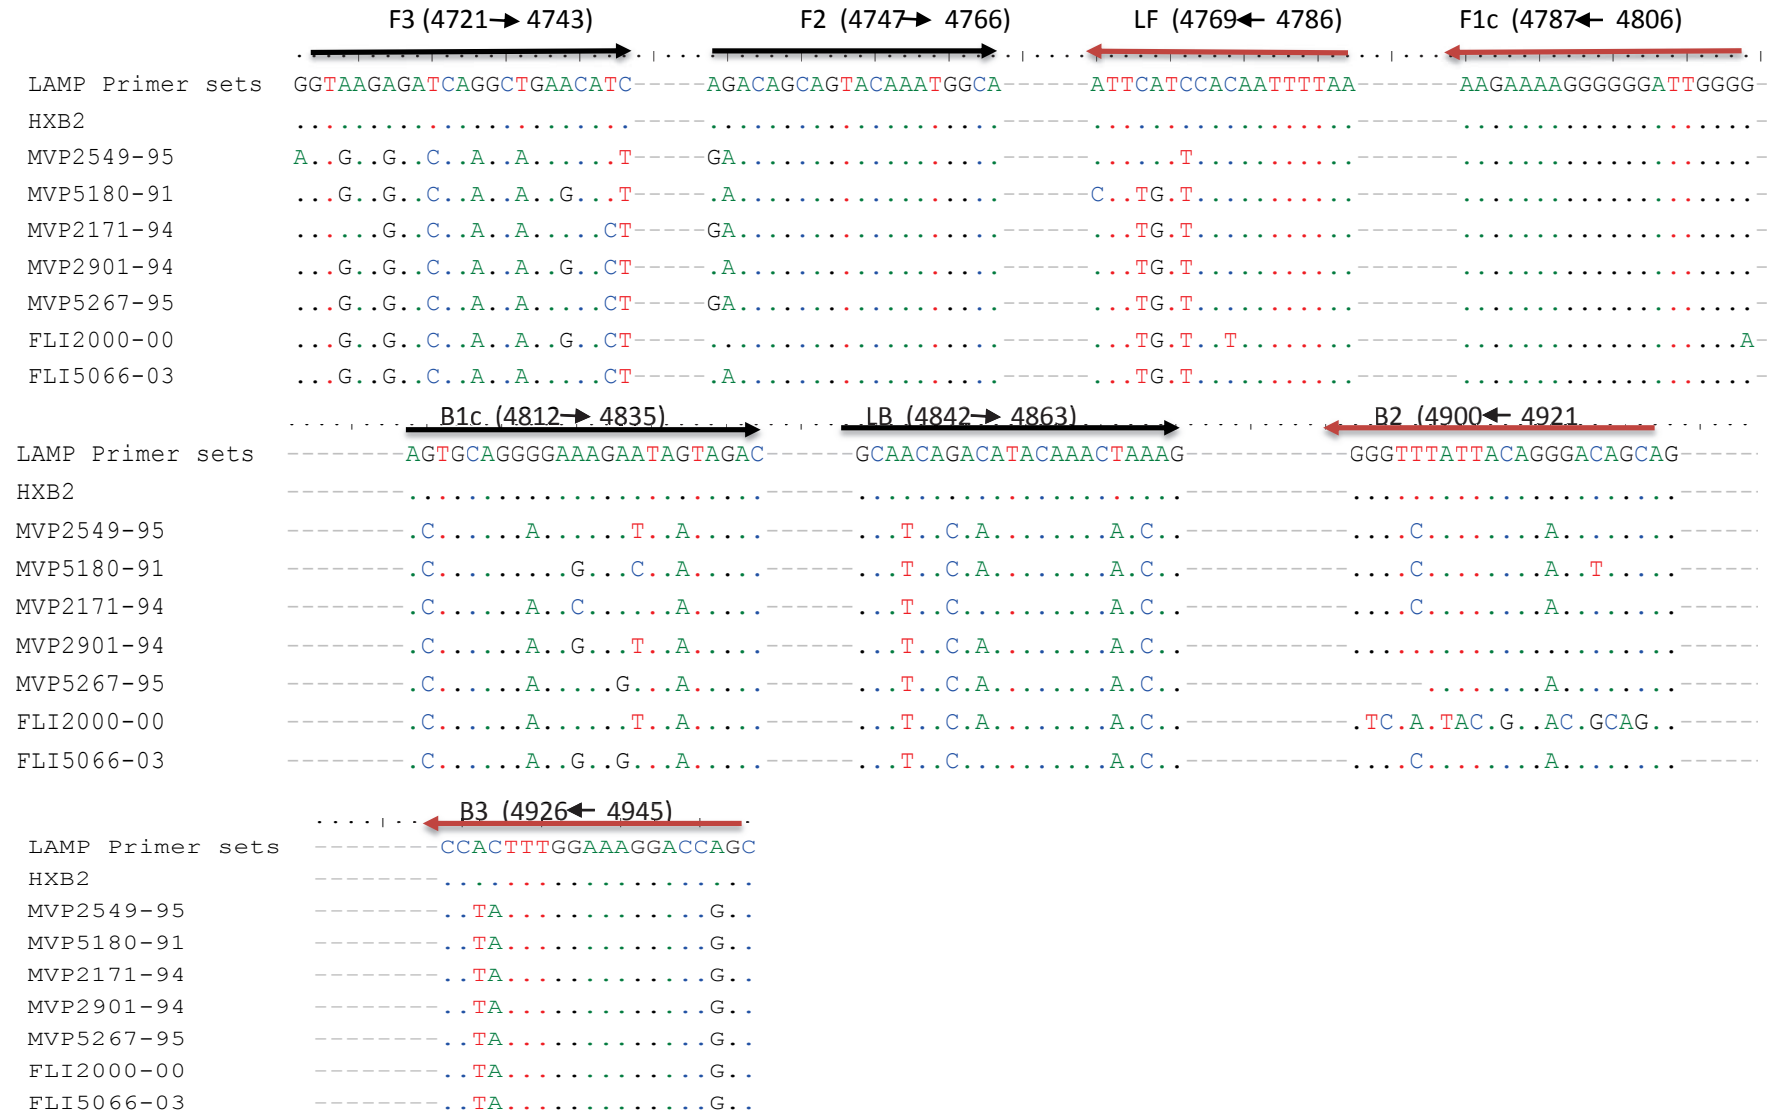 F3 (4721→ 4743) F2 (4747→ 4766) LF (4769← 4786) F1c (4787← 4806)
LAMP Primer sets GGTAAGAGATCAGGCTGAACATC-----AGACAGCAGTACAAATGGCA------ATTCATCCACAATTTTAA-------AAGAAAAGGGGGGATTGGGG-
HXB2 .......................-----....................------..................-------....................-
MVP2549-95 A..G..G..C..A..A......T-----GA..................------......T...........-------....................-
MVP5180-91 ...G..G..C..A..A..G...T-----.A..................------C..TG.T...........-------....................-
MVP2171-94 ......G..C..A..A.....CT-----GA..................------...TG.T...........-------....................-
MVP2901-94 ...G..G..C..A..A..G..CT-----.A..................------...TG.T...........-------....................-
MVP5267-95 ...G..G..C..A..A.....CT-----GA..................------...TG.T...........-------....................-
FLI2000-00 ...G..G..C..A..A..G..CT-----....................------...TG.T..T........-------...................A-
FLI5066-03 ...G..G..C..A..A.....CT-----.A..................------...TG.T...........-------....................-
B1c (4812→ 4835) LB (4842→ 4863) B2 (4900← 4921
LAMP Primer sets --------AGTGCAGGGGAAAGAATAGTAGAC------GCAACAGACATACAAACTAAAG-----------GGGTTTATTACAGGGACAGCAG-----
HXB2 --------........................------......................-----------......................-----
MVP2549-95 --------.C......A......T..A.....------...T..C.A........A.C..-----------....C........A........-----
MVP5180-91 --------.C.........G...C..A.....------...T..C.A........A.C..-----------....C........A..T.....-----
MVP2171-94 --------.C......A..C......A.....------...T..C..........A.C..-----------....C........A........-----
MVP2901-94 --------.C......A..G...T..A.....------...T..C.A........A.C..-----------......................-----
MVP5267-95 --------.C......A.....G...A.....------...T..C.A........A.C..----------------........A........-----
FLI2000-00 --------.C......A......T..A.....------...T..C.A........A.C..-----------.TC.A.TAC.G..AC.GCAG..-----
FLI5066-03 --------.C......A..G..G...A.....------...T..C..........A.C..-----------....C........A........-----
B3 (4926← 4945)
LAMP Primer sets --------CCACTTTGGAAAGGACCAGC
HXB2 --------....................
MVP2549-95 --------..TA.............G..
MVP5180-91 --------..TA.............G..
MVP2171-94 --------..TA.............G..
MVP2901-94 --------..TA.............G..
MVP5267-95 --------..TA.............G..
FLI2000-00 --------..TA.............G..
FLI5066-03 --------..TA.............G..